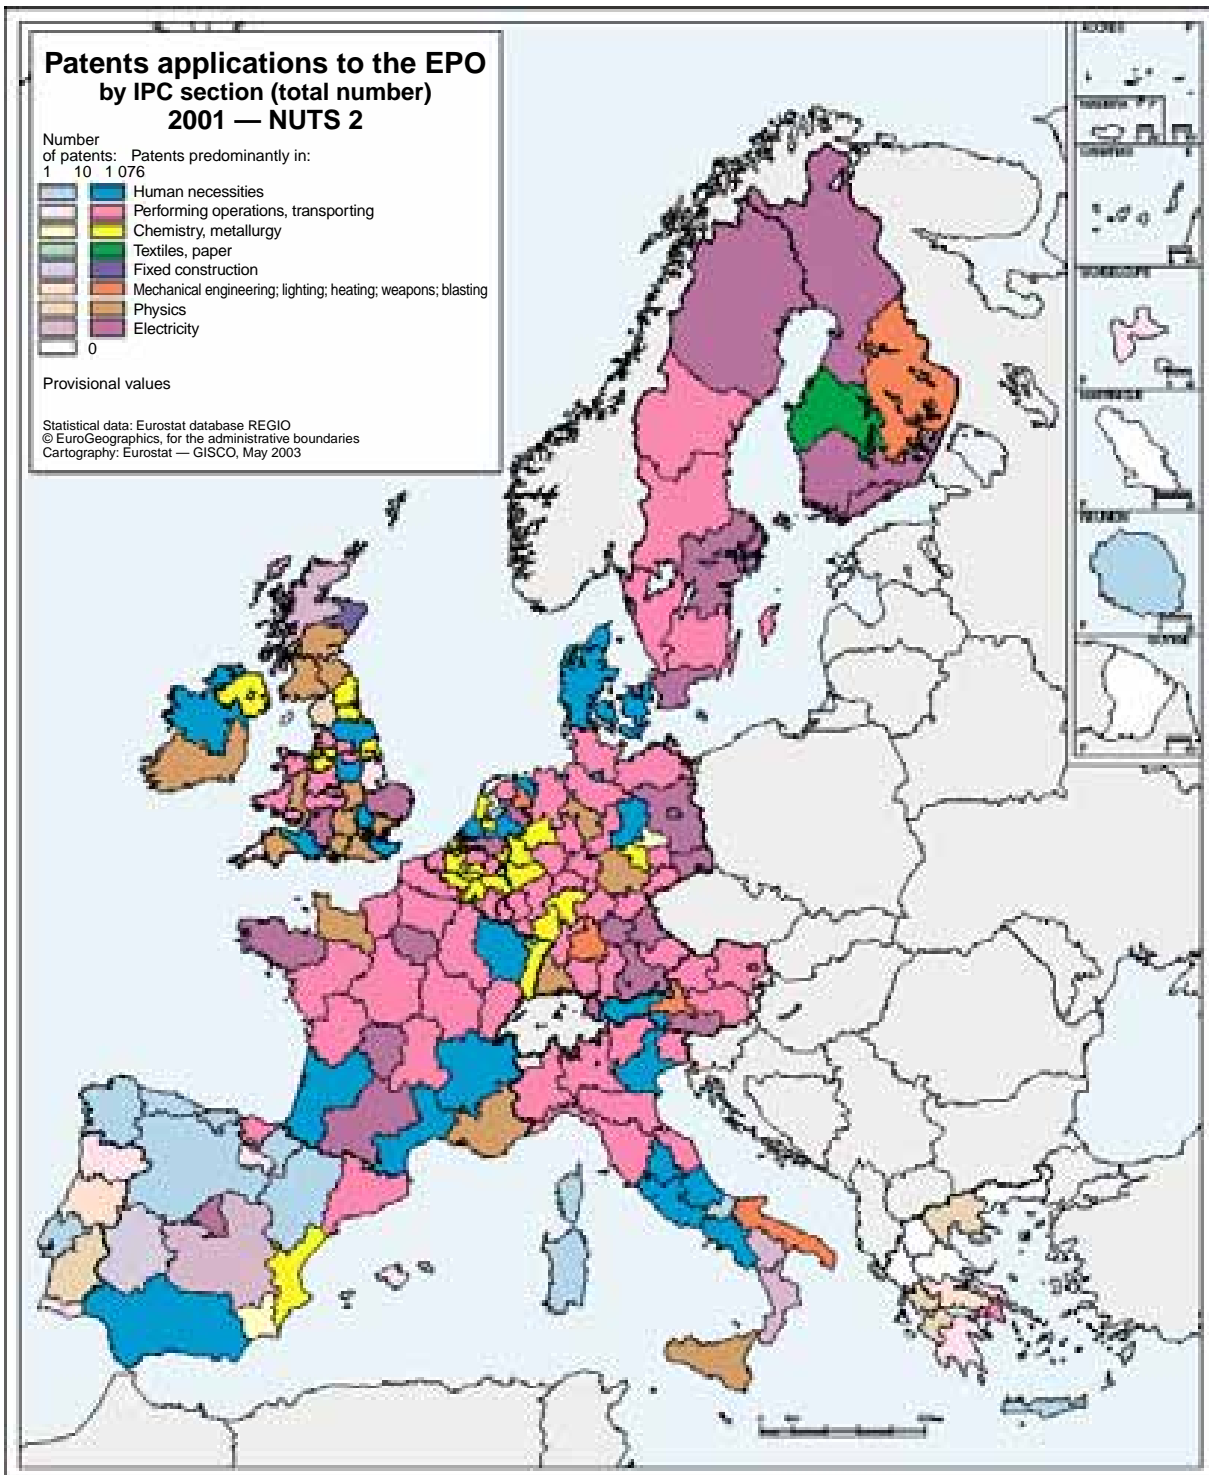 Patents applications to the EPO
by IPC section (total number)
2001 — NUTS 2
Number
of patents: Patents predominantly in:
1 10 1 076
Human necessities
Performing operations, transporting
Chemistry, metallurgy
Textiles, paper
Fixed construction
Mechanical engineering; lighting; heating; weapons; blasting
Physics
Electricity
0
Provisional values
Statistical data: Eurostat database REGIO
© EuroGeographics, for the administrative boundaries
Cartography: Eurostat — GISCO, May 2003